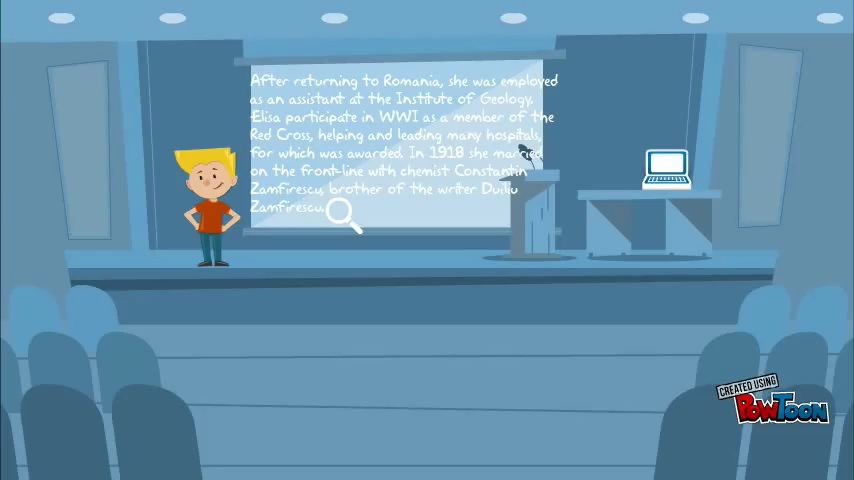 After returning to Romania, she was employed
as an assistant at the Institute of Geology.
Elisa participate in WWI as a member of the
Red Cross, helping and leading many hospitals,
for which was awarded. In 1918 she married
on the front-line with chemist Constantin
Zamfirescu, brother of the writer Duiliu
Zamfirescu.
CREATED USING
POWTOON